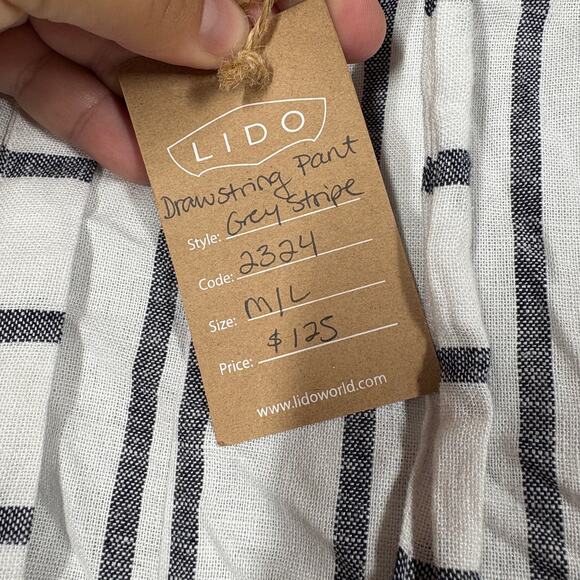 LIDO
Drawstring Pant
Style: Grey Stripe
Code: 2324
Size: M/L
Price: $125
www.lidoworld.com